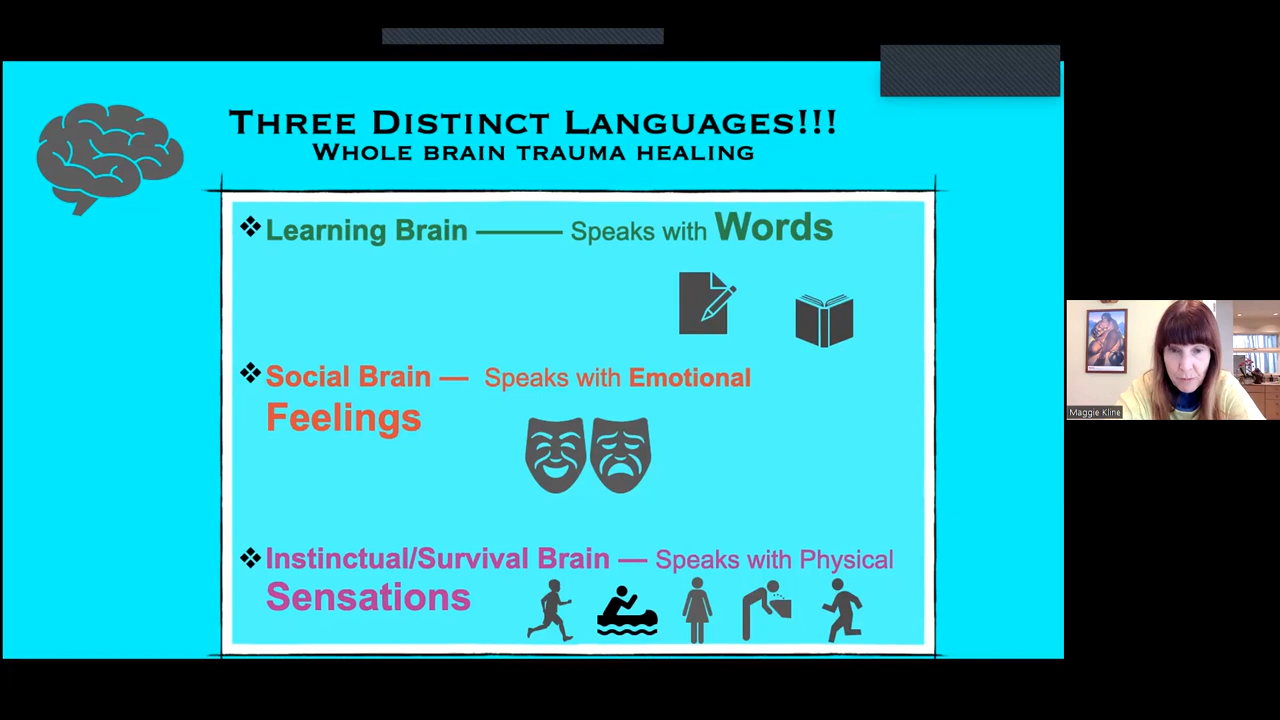 THREE DISTINCT LANGUAGES!!!
WHOLE BRAIN TRAUMA HEALING
❖ Learning Brain ——— Speaks with Words
❖ Social Brain — Speaks with Emotional
Feelings
❖ Instinctual/Survival Brain — Speaks with Physical
Sensations
Maggie Kline